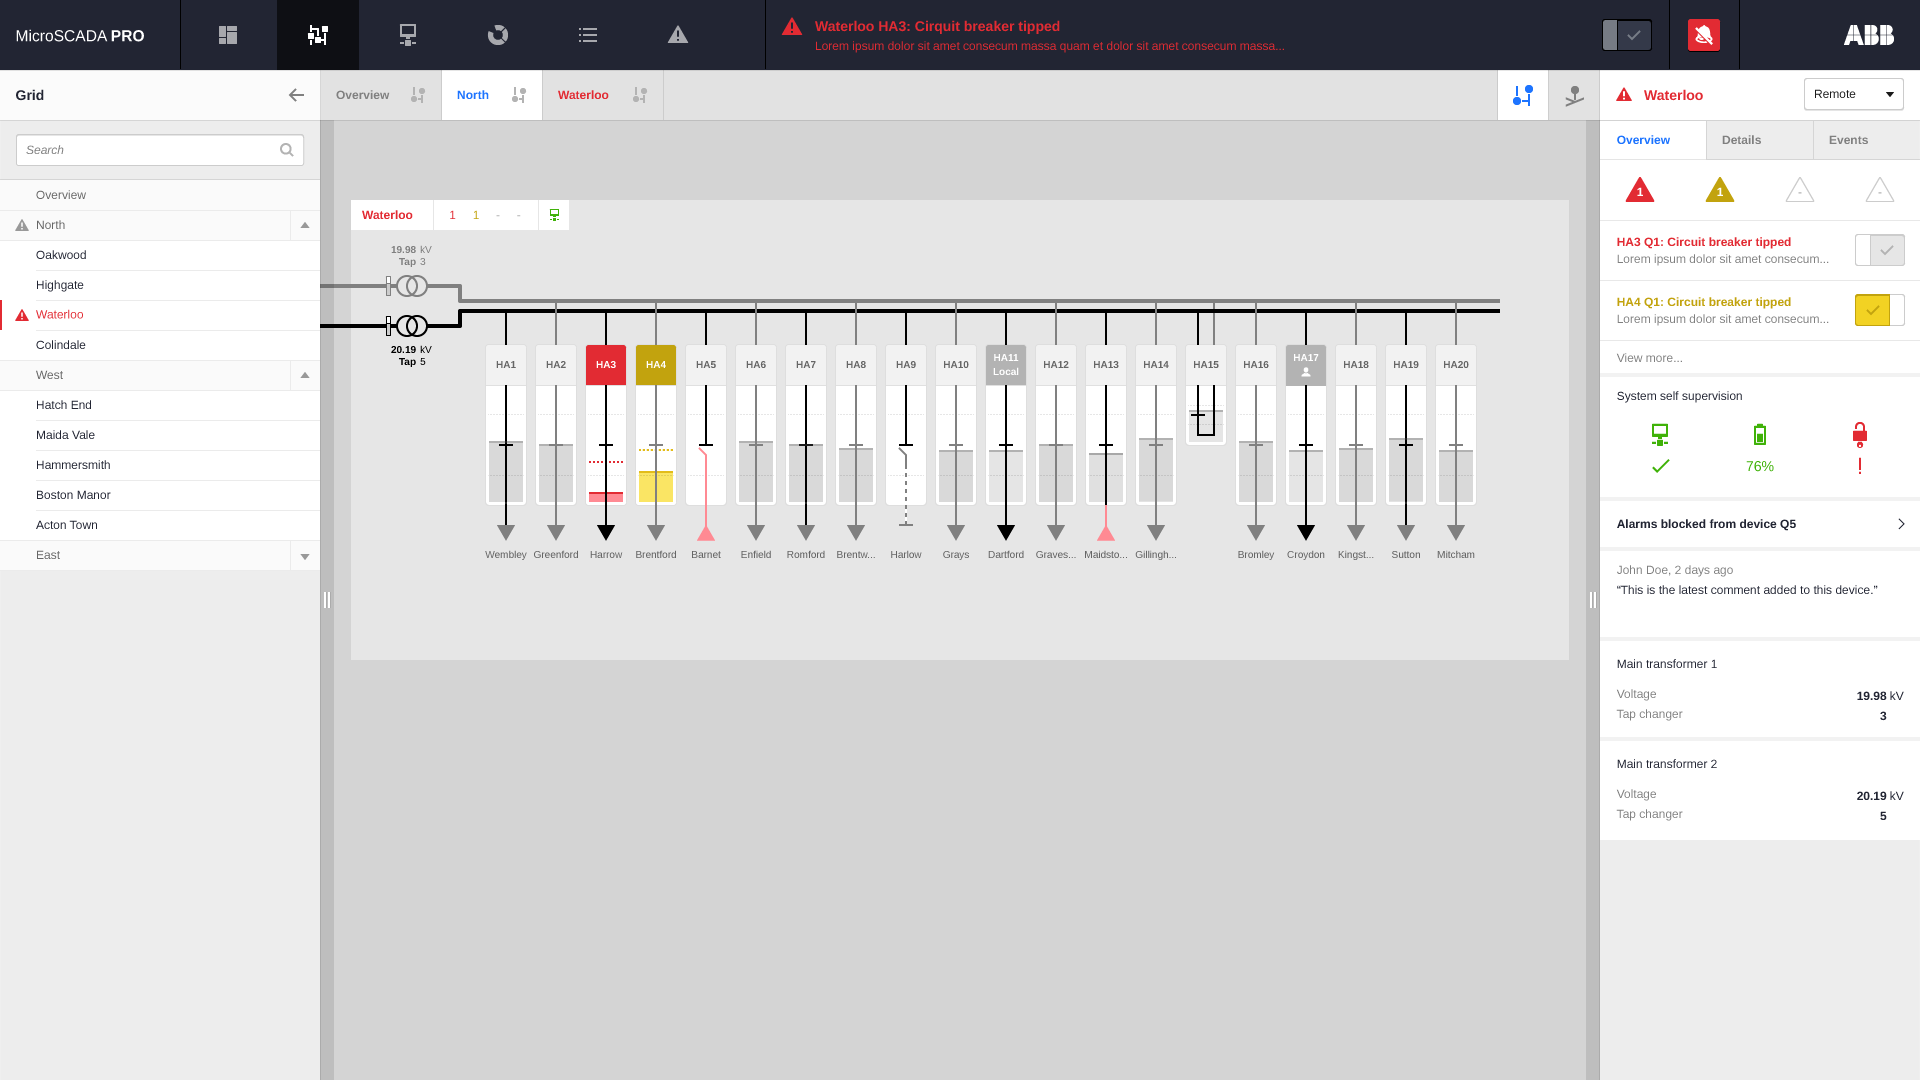 MicroSCADA PRO
Waterloo HA3: Cirquit breaker tipped
Lorem ipsum dolor sit amet consecum massa quam et dolor sit amet consecum massa...
ABB
Grid
Overview
North
Waterloo
Waterloo
Remote
Search
Overview
North
Oakwood
Highgate
Waterloo
Colindale
West
Hatch End
Maida Vale
Hammersmith
Boston Manor
Acton Town
East
Waterloo 1 1 - -
19.98 kV
Tap 3
20.19 kV
Tap 5
HA1 HA2 HA3 HA4 HA5 HA6 HA7 HA8 HA9 HA10 HA11 Local HA12 HA13 HA14 HA15 HA16 HA17 HA18 HA19 HA20
Wembley Greenford Harrow Brentford Barnet Enfield Romford Brentw... Harlow Grays Dartford Graves... Maidsto... Gillingh... Bromley Croydon Kingst... Sutton Mitcham
Overview Details Events
1 1 - -
HA3 Q1: Circuit breaker tipped
Lorem ipsum dolor sit amet consecum...
HA4 Q1: Circuit breaker tipped
Lorem ipsum dolor sit amet consecum...
View more...
System self supervision
76% !
Alarms blocked from device Q5
John Doe, 2 days ago
“This is the latest comment added to this device.”
Main transformer 1
Voltage 19.98 kV
Tap changer 3
Main transformer 2
Voltage 20.19 kV
Tap changer 5